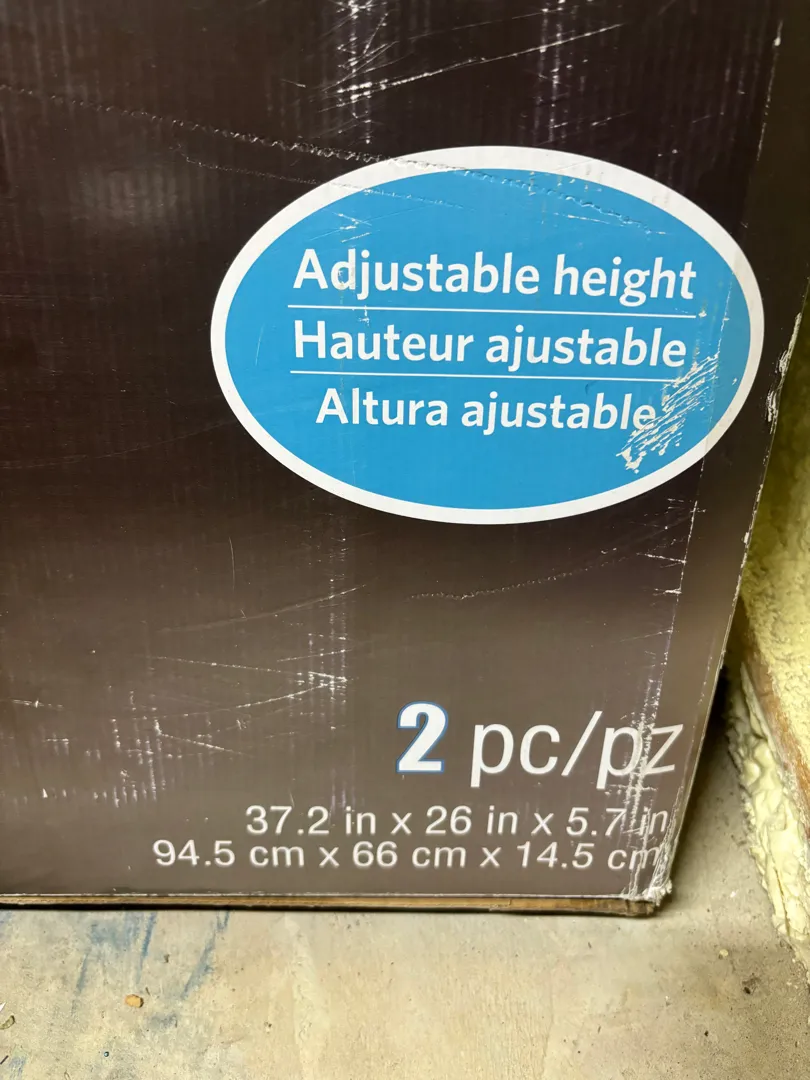 Adjustable height
Hauteur ajustable
Altura ajustable
2 pc/pz
37.2 in x 26 in x 5.7 in
94.5 cm x 66 cm x 14.5 cm